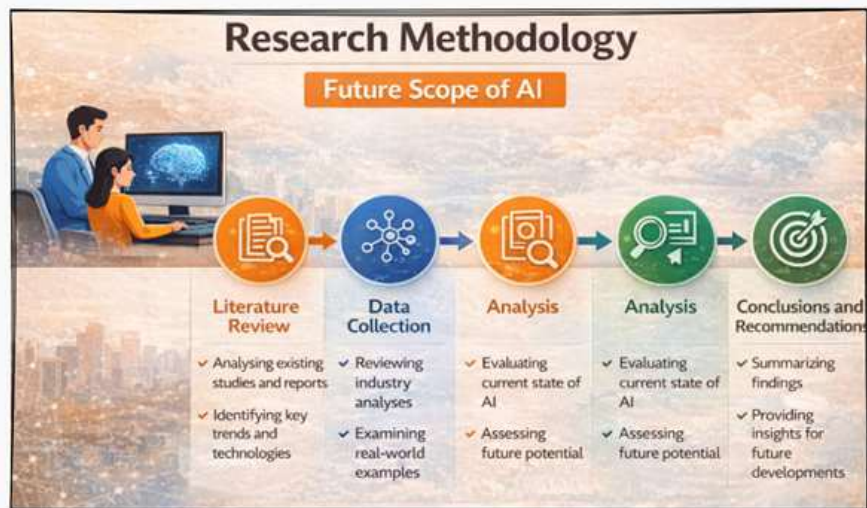 Research Methodology
Future Scope of AI
Literature
Review
✓ Analysing existing
studies and reports
✓ Identifying key
trends and
technologies
Data
Collection
✓ Reviewing
industry
analyses
✓ Examining
real-world
examples
Analysis
✓ Evaluating
current state of
AI
✓ Assessing
future potential
Analysis
✓ Evaluating
current state of
AI
✓ Assessing
future potential
Conclusions and
Recommendations
✓ Summarizing
findings
✓ Providing
insights for
future
developments